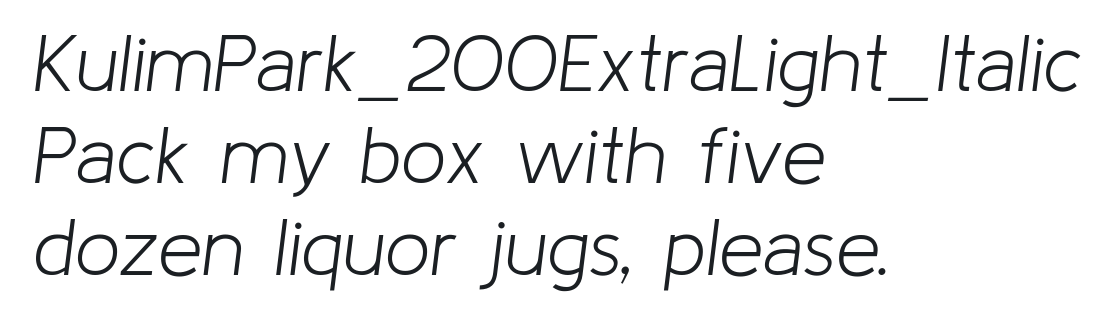 KulimPark_200ExtraLight_Italic
Pack my box with five
dozen liquor jugs, please.